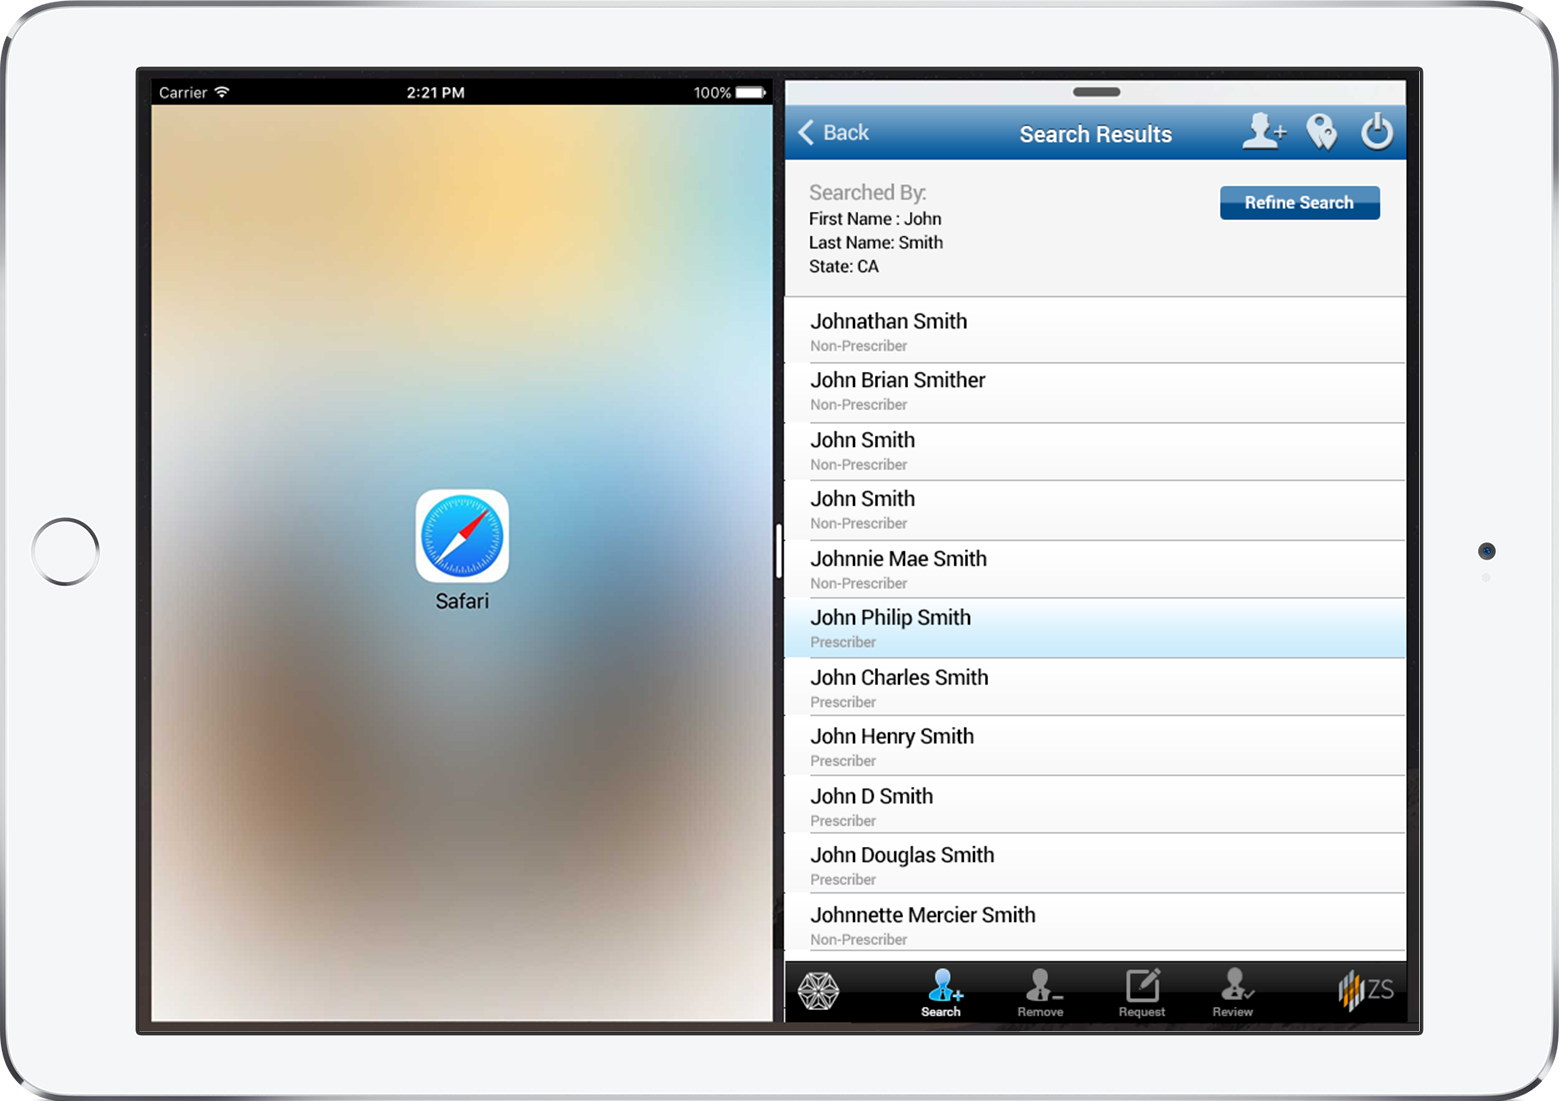 Carrier
2:21 PM
100%
Safari
Back
Search Results
Searched By:
First Name : John
Last Name: Smith
State: CA
Refine Search
Johnathan Smith
Non-Prescriber
John Brian Smither
Non-Prescriber
John Smith
Non-Prescriber
John Smith
Non-Prescriber
Johnnie Mae Smith
Non-Prescriber
John Philip Smith
Prescriber
John Charles Smith
Prescriber
John Henry Smith
Prescriber
John D Smith
Prescriber
John Douglas Smith
Prescriber
Johnnette Mercier Smith
Non-Prescriber
Search
Remove
Request
Review
ZS